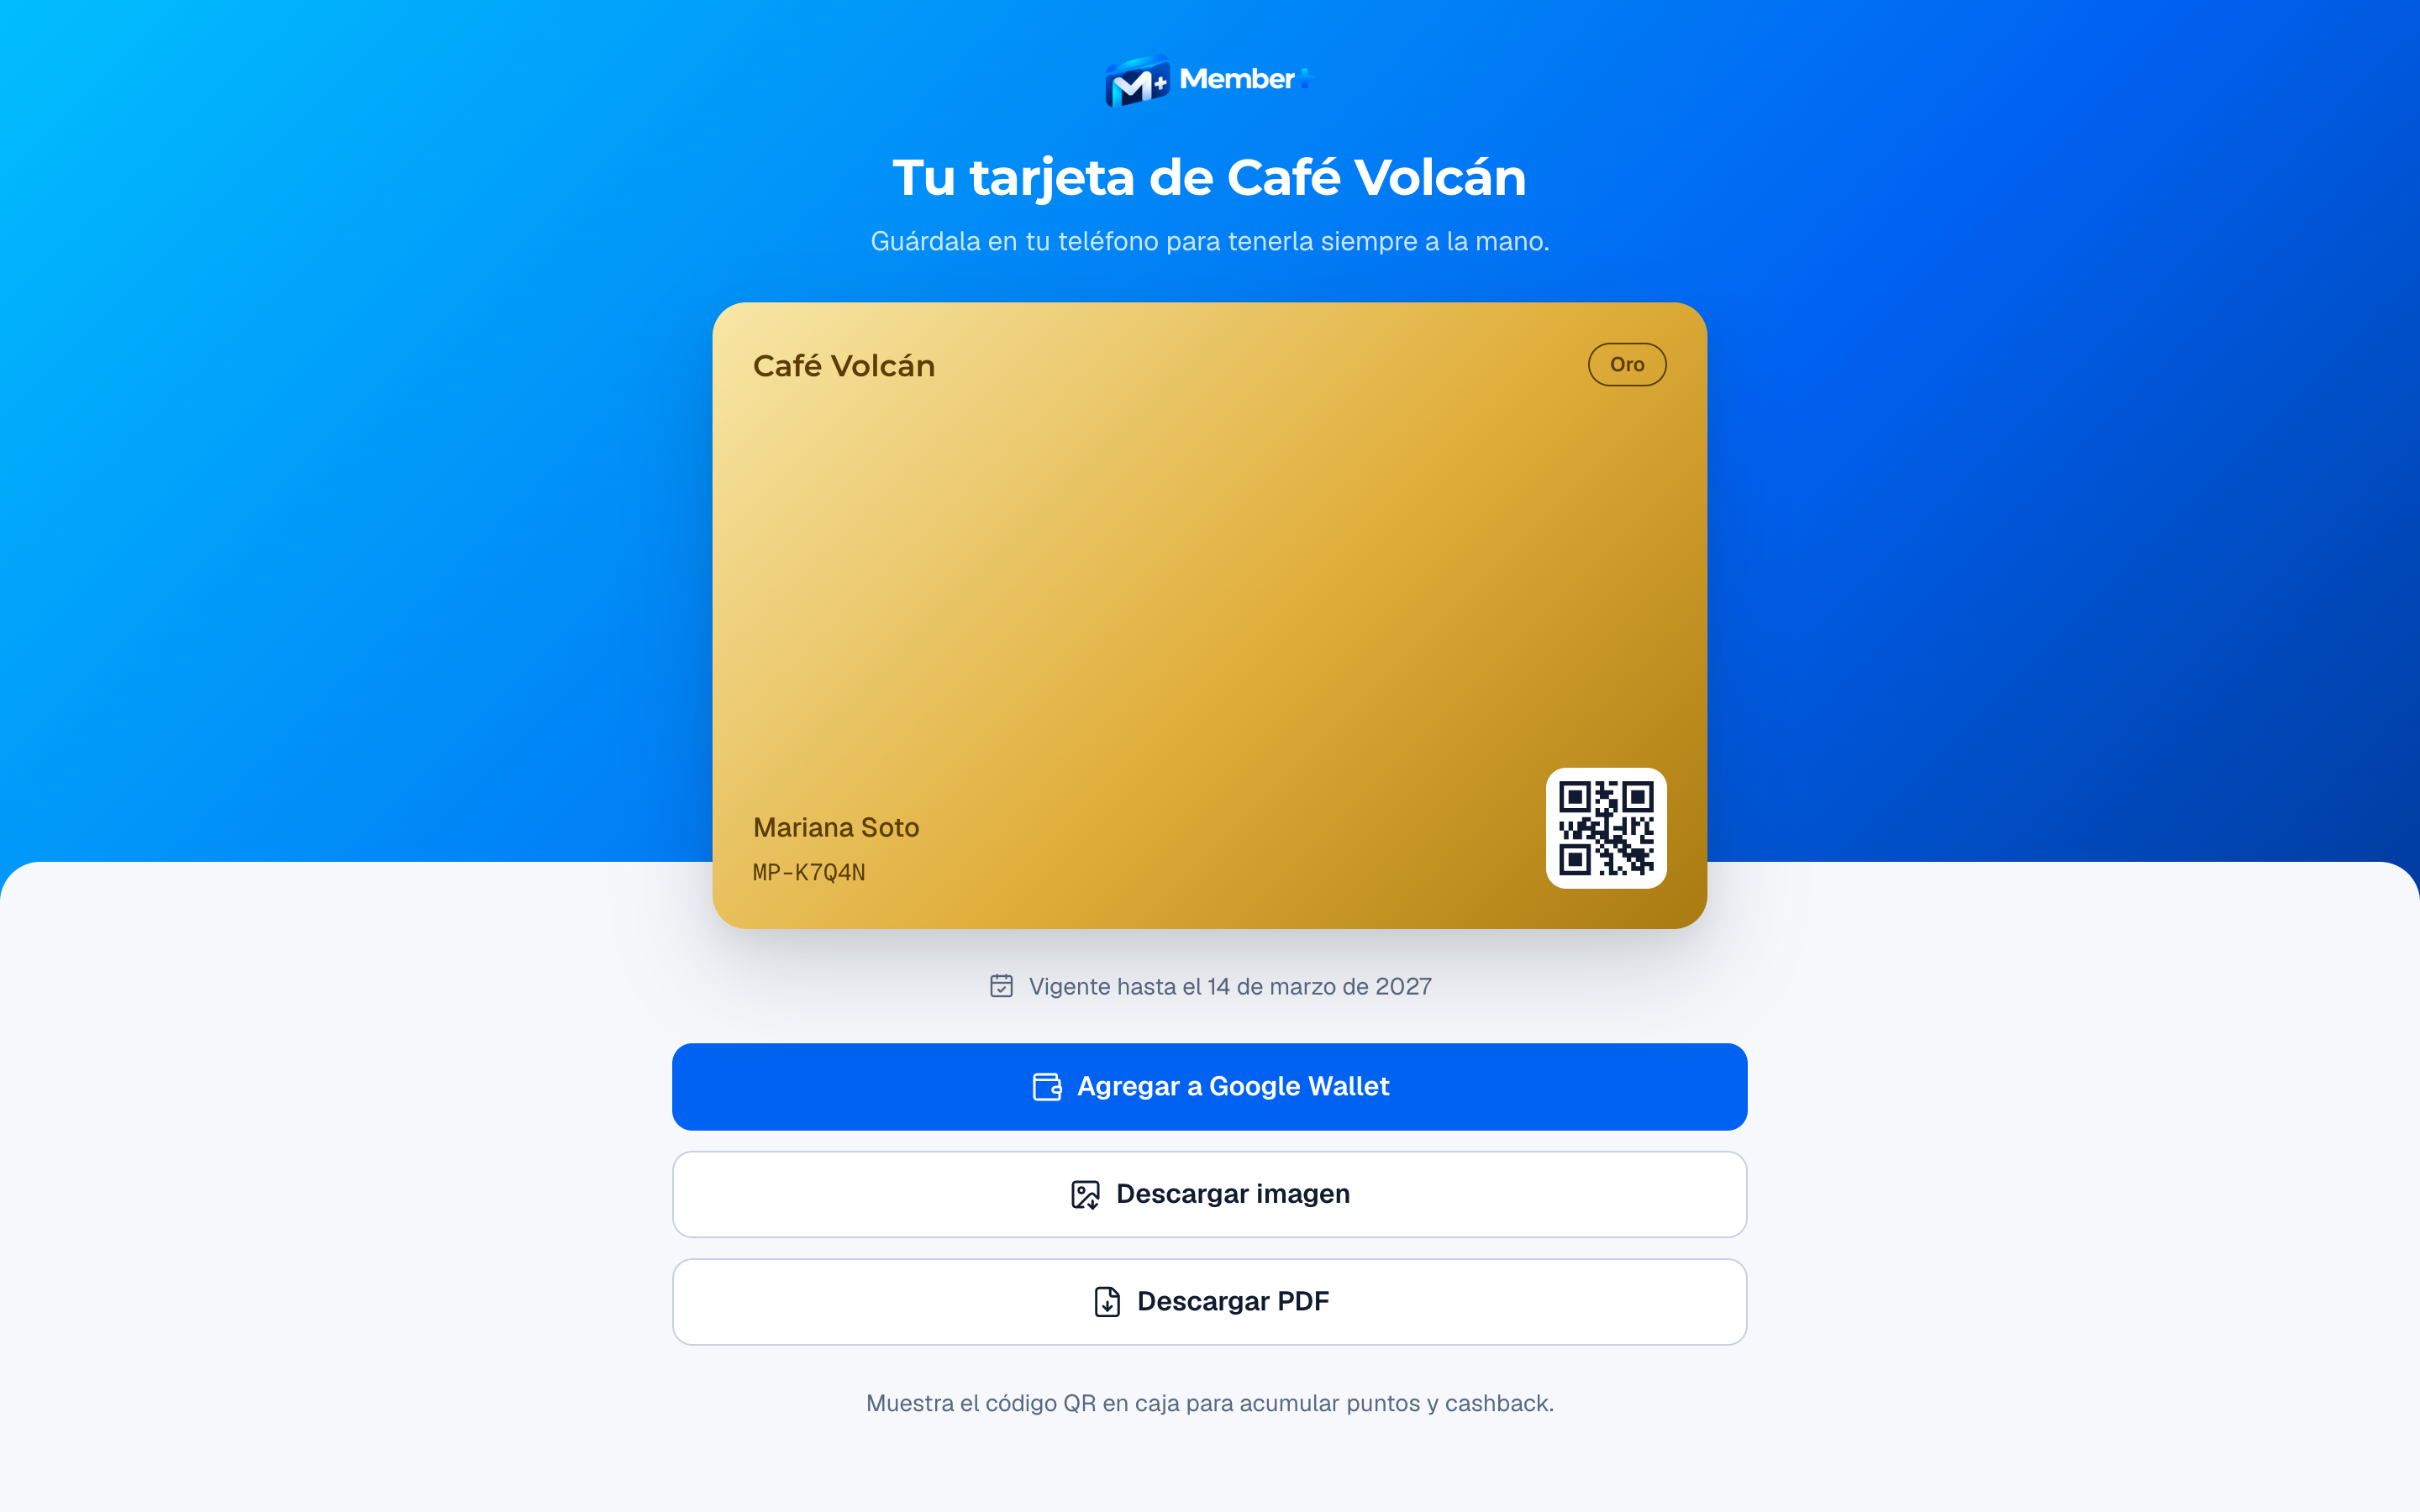 M+ Member+
Tu tarjeta de Café Volcán
Guárdala en tu teléfono para tenerla siempre a la mano.
Café Volcán
Oro
Mariana Soto
MP-K7Q4N
Vigente hasta el 14 de marzo de 2027
Agregar a Google Wallet
Descargar imagen
Descargar PDF
Muestra el código QR en caja para acumular puntos y cashback.